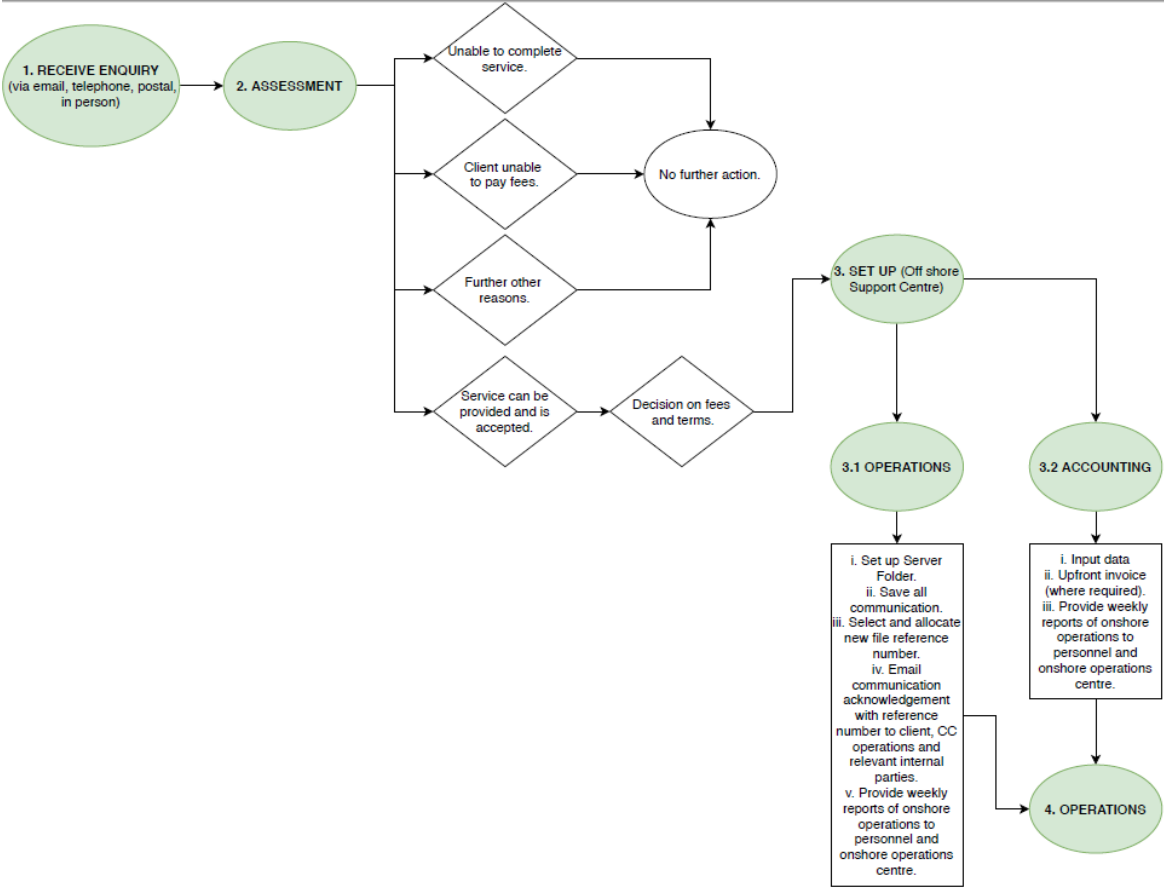 1. RECEIVE ENQUIRY
(via email, telephone, postal,
in person)
2. ASSESSMENT
Unable to complete
service.
Client unable
to pay fees.
No further action.
Further other
reasons.
Service can be
provided and is
accepted.
Decision on fees
and terms.
3. SET UP (Off shore
Support Centre)
3.1 OPERATIONS
3.2 ACCOUNTING
i. Set up Server
Folder.
ii. Save all
communication.
iii. Select and allocate
new file reference
number.
iv. Email
communication
acknowledgement
with reference
number to client, CC
operations and
relevant internal
parties.
v. Provide weekly
reports of onshore
operations to
personnel and
onshore operations
centre.
i. Input data
ii. Upfront invoice
(where required).
iii. Provide weekly
reports of onshore
operations to
personnel and
onshore operations
centre.
4. OPERATIONS